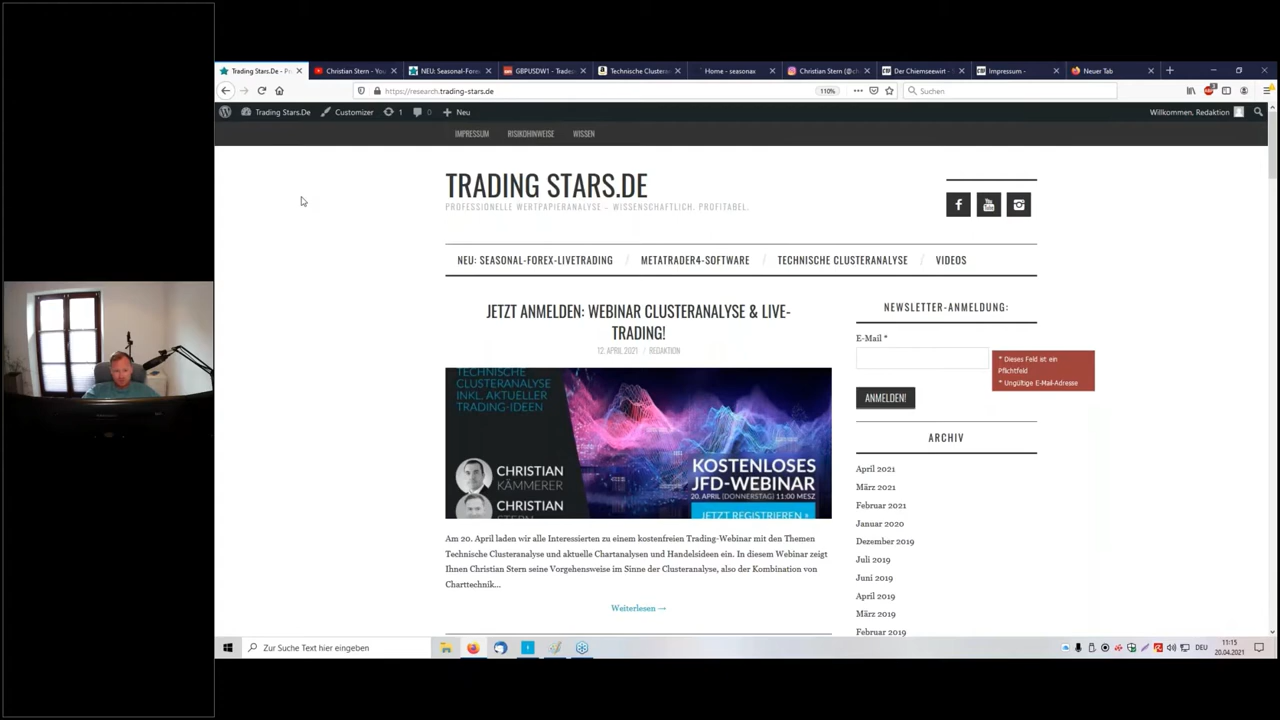 Trading Stars.De - P
Christian Stern - You
NEU: Seasonal-Forex
GBPUSDW1 - Trades
Technische Cluster
Home - seasonax
Christian Stern (@c
Der Chiemseewirt - C
Impressum -
Neuer Tab
https://research.trading-stars.de
110%
Suchen
Trading Stars.De
Customizer
1
0
Neu
Willkommen, Redaktion
IMPRESSUM
RISIKOHINWEISE
WISSEN
TRADING STARS.DE
PROFESSIONELLE WERTPAPIERANALYSE – WISSENSCHAFTLICH. PROFITABEL.
NEU: SEASONAL-FOREX-LIVETRADING / METATRADER4-SOFTWARE / TECHNISCHE CLUSTERANALYSE / VIDEOS
JETZT ANMELDEN: WEBINAR CLUSTERANALYSE & LIVE-
TRADING!
12. APRIL 2021 / REDAKTION
TECHNISCHE
CLUSTERANALYSE
INKL. AKTUELLER
TRADING-IDEEN
CHRISTIAN
KÄMMERER
CHRISTIAN
STERN
KOSTENLOSES
JFD-WEBINAR
20. APRIL (DONNERSTAG) 11:00 MESZ
JETZT REGISTRIEREN »
Am 20. April laden wir alle Interessierten zu einem kostenfreien Trading-Webinar mit den Themen
Technische Clusteranalyse und aktuelle Chartanalysen und Handelsideen ein. In diesem Webinar zeigt
Ihnen Christian Stern seine Vorgehensweise im Sinne der Clusteranalyse, also der Kombination von
Charttechnik...
Weiterlesen →
NEWSLETTER-ANMELDUNG:
E-Mail *
* Dieses Feld ist ein
Pflichtfeld
* Ungültige E-Mail-Adresse
ANMELDEN!
ARCHIV
April 2021
März 2021
Februar 2021
Januar 2020
Dezember 2019
Juli 2019
Juni 2019
April 2019
März 2019
Februar 2019
Zur Suche Text hier eingeben
DEU
11:15
20.04.2021